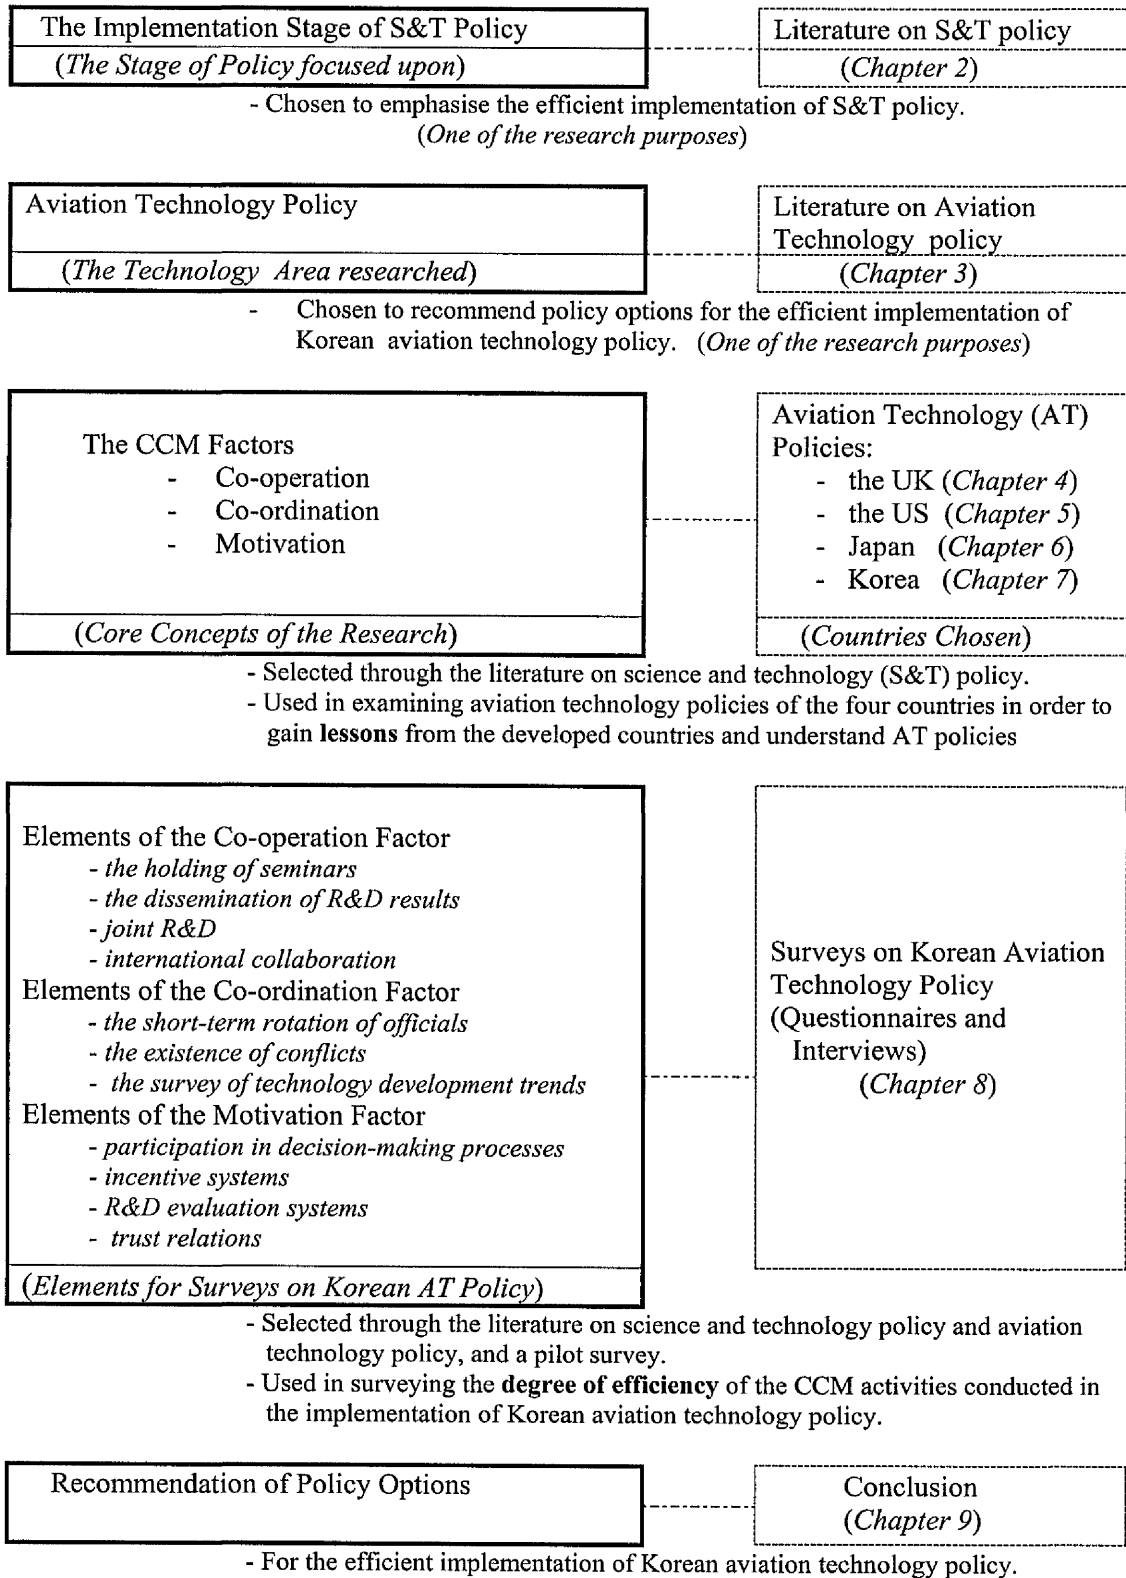 The Implementation Stage of S&T Policy
(The Stage of Policy focused upon)
Literature on S&T policy
(Chapter 2)
- Chosen to emphasise the efficient implementation of S&T policy.
(One of the research purposes)
Aviation Technology Policy
(The Technology Area researched)
Literature on Aviation
Technology policy
(Chapter 3)
- Chosen to recommend policy options for the efficient implementation of
Korean aviation technology policy. (One of the research purposes)
The CCM Factors
- Co-operation
- Co-ordination
- Motivation
(Core Concepts of the Research)
Aviation Technology (AT)
Policies:
- the UK (Chapter 4)
- the US (Chapter 5)
- Japan (Chapter 6)
- Korea (Chapter 7)
(Countries Chosen)
- Selected through the literature on science and technology (S&T) policy.
- Used in examining aviation technology policies of the four countries in order to
gain lessons from the developed countries and understand AT policies
Elements of the Co-operation Factor
- the holding of seminars
- the dissemination of R&D results
- joint R&D
- international collaboration
Elements of the Co-ordination Factor
- the short-term rotation of officials
- the existence of conflicts
- the survey of technology development trends
Elements of the Motivation Factor
- participation in decision-making processes
- incentive systems
- R&D evaluation systems
- trust relations
(Elements for Surveys on Korean AT Policy)
Surveys on Korean Aviation
Technology Policy
(Questionnaires and
Interviews)
(Chapter 8)
- Selected through the literature on science and technology policy and aviation
technology policy, and a pilot survey.
- Used in surveying the degree of efficiency of the CCM activities conducted in
the implementation of Korean aviation technology policy.
Recommendation of Policy Options
Conclusion
(Chapter 9)
- For the efficient implementation of Korean aviation technology policy.